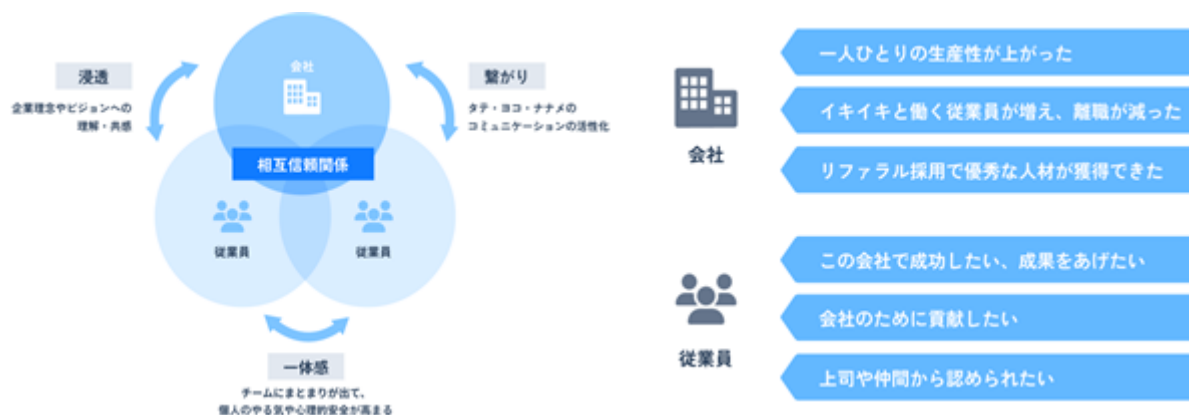 会社
浸透
企業理念やビジョンへの
理解・共感
繋がり
タテ・ヨコ・ナナメの
コミュニケーションの活性化
相互信頼関係
従業員
従業員
一体感
チームにまとまりが出て、
個人のやる気や心理的安全が高まる
会社
一人ひとりの生産性が上がった
イキイキと働く従業員が増え、離職が減った
リファラル採用で優秀な人材が獲得できた
従業員
この会社で成功したい、成果をあげたい
会社のために貢献したい
上司や仲間から認められたい